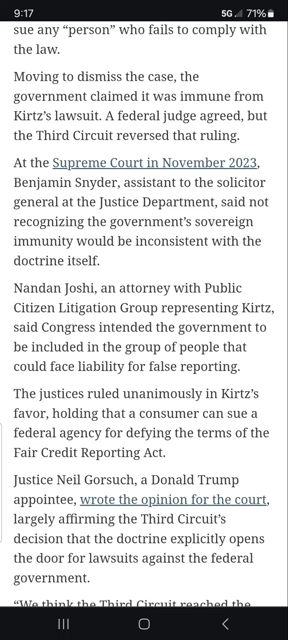 9:17
5G 71%
sue any “person” who fails to comply with
the law.
Moving to dismiss the case, the
government claimed it was immune from
Kirtz’s lawsuit. A federal judge agreed, but
the Third Circuit reversed that ruling.
At the Supreme Court in November 2023,
Benjamin Snyder, assistant to the solicitor
general at the Justice Department, said not
recognizing the government’s sovereign
immunity would be inconsistent with the
doctrine itself.
Nandan Joshi, an attorney with Public
Citizen Litigation Group representing Kirtz,
said Congress intended the government to
be included in the group of people that
could face liability for false reporting.
The justices ruled unanimously in Kirtz’s
favor, holding that a consumer can sue a
federal agency for defying the terms of the
Fair Credit Reporting Act.
Justice Neil Gorsuch, a Donald Trump
appointee, wrote the opinion for the court,
largely affirming the Third Circuit’s
decision that the doctrine explicitly opens
the door for lawsuits against the federal
government.
“We think the Third Circuit reached the